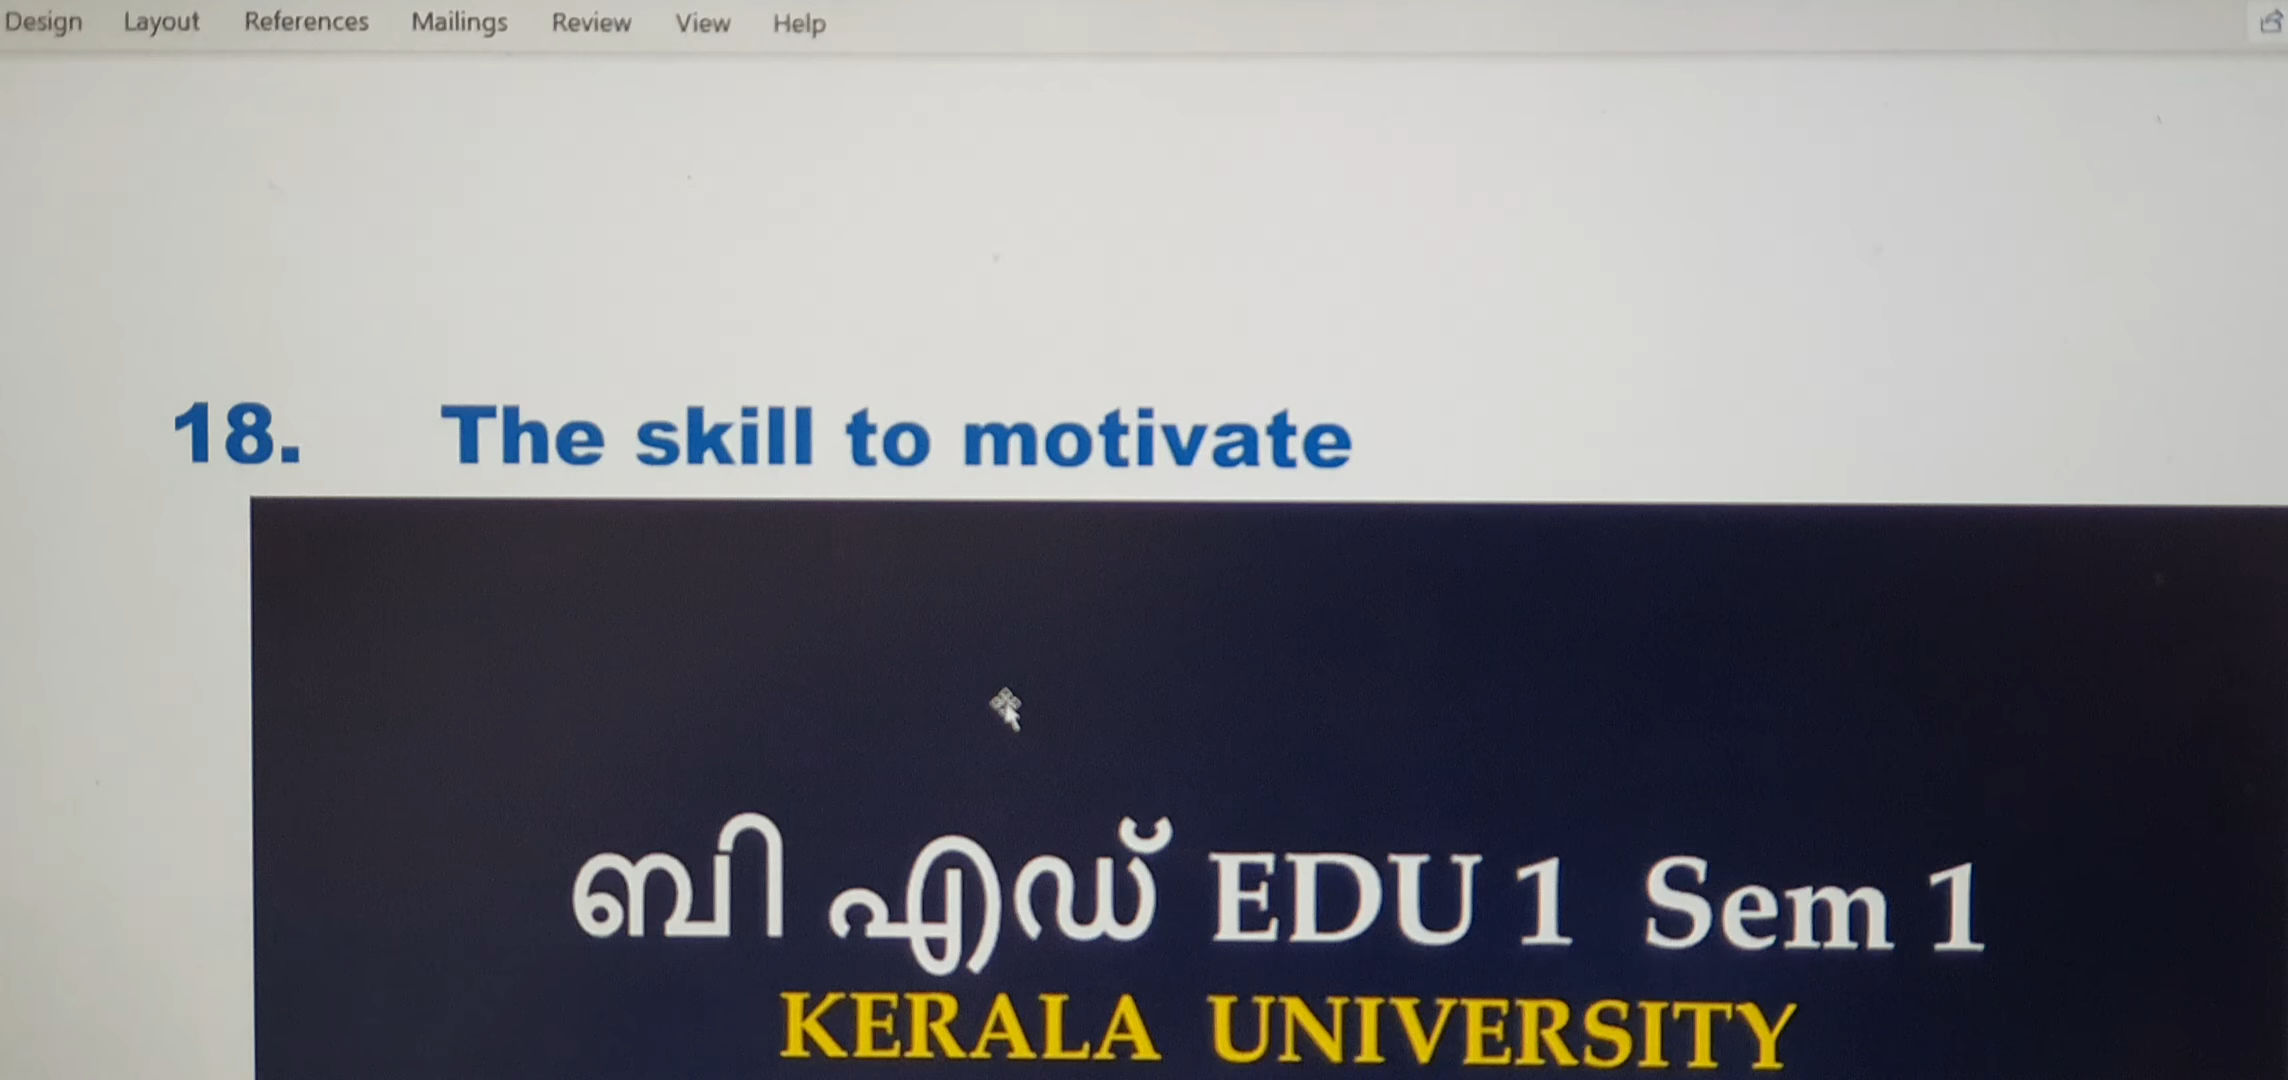 Design Layout References Mailings Review View Help
18. The skill to motivate
ബി എഡ് EDU 1 Sem 1
KERALA UNIVERSITY